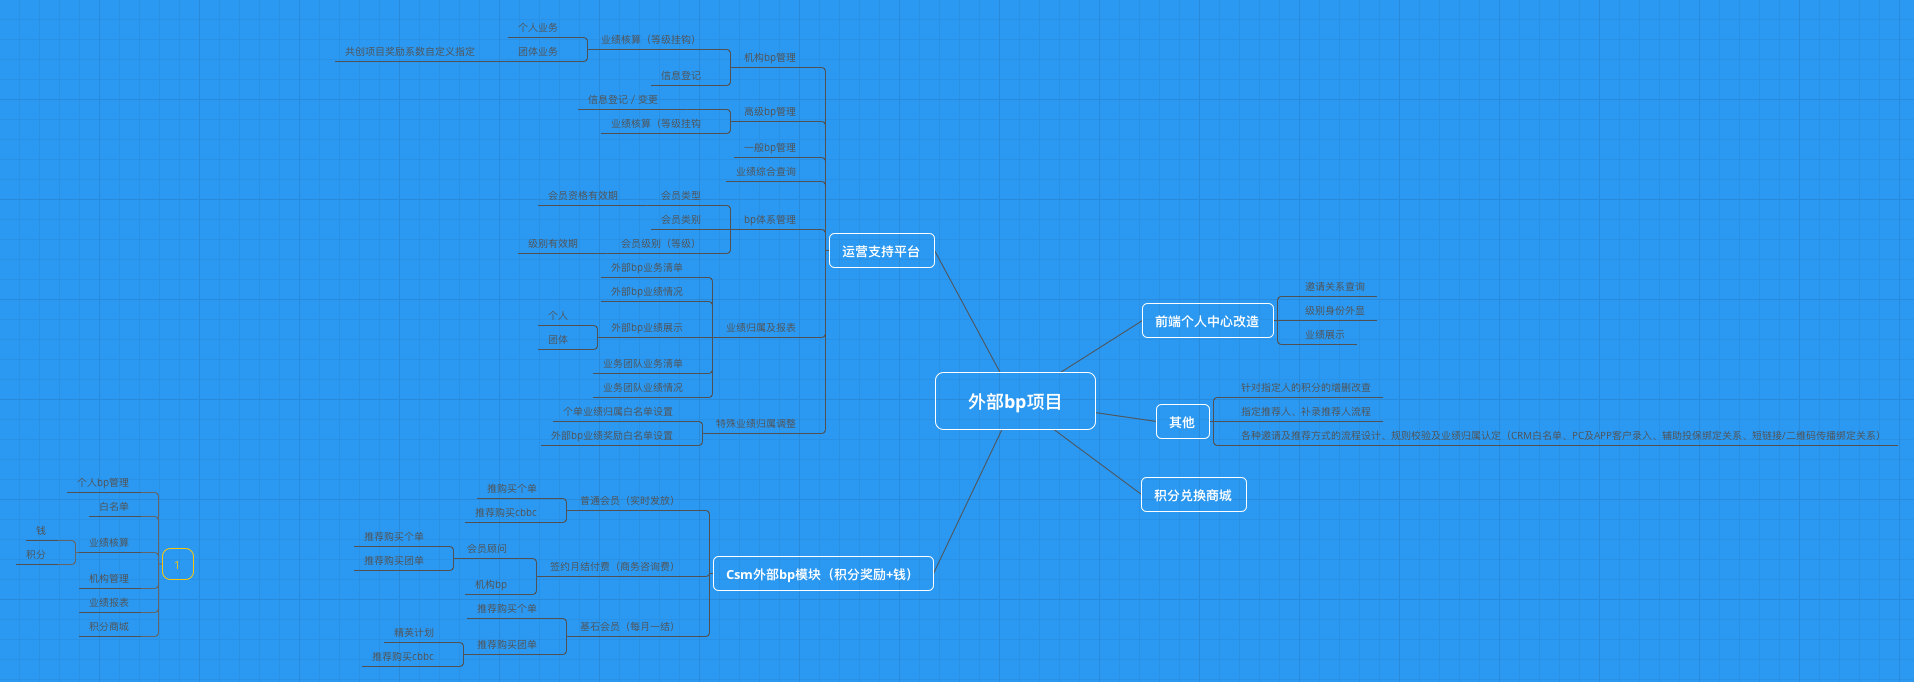 外部bp项目
运营支持平台
机构bp管理
业绩核算（等级挂钩）
个人业务
团体业务
共创项目奖励系数自定义指定
信息登记
高级bp管理
信息登记 / 变更
业绩核算（等级挂钩
一般bp管理
业绩综合查询
bp体系管理
会员类型
会员资格有效期
会员类别
会员级别（等级）
级别有效期
业绩归属及报表
外部bp业务清单
外部bp业绩情况
外部bp业绩展示
个人
团体
业务团队业务清单
业务团队业绩情况
特殊业绩归属调整
个单业绩归属白名单设置
外部bp业绩奖励白名单设置
Csm外部bp模块（积分奖励+钱）
普通会员（实时发放）
推购买个单
推荐购买cbbc
签约月结付费（商务咨询费）
会员顾问
推荐购买个单
推荐购买团单
机构bp
基石会员（每月一结）
推荐购买个单
推荐购买团单
精英计划
推荐购买cbbc
前端个人中心改造
邀请关系查询
级别身份外显
业绩展示
其他
针对指定人的积分的增删改查
指定推荐人、补录推荐人流程
各种邀请及推荐方式的流程设计、规则校验及业绩归属认定（CRM白名单、PC及APP客户录入、辅助投保绑定关系、短链接/二维码传播绑定关系）
积分兑换商城
1
个人bp管理
白名单
业绩核算
钱
积分
机构管理
业绩报表
积分商城